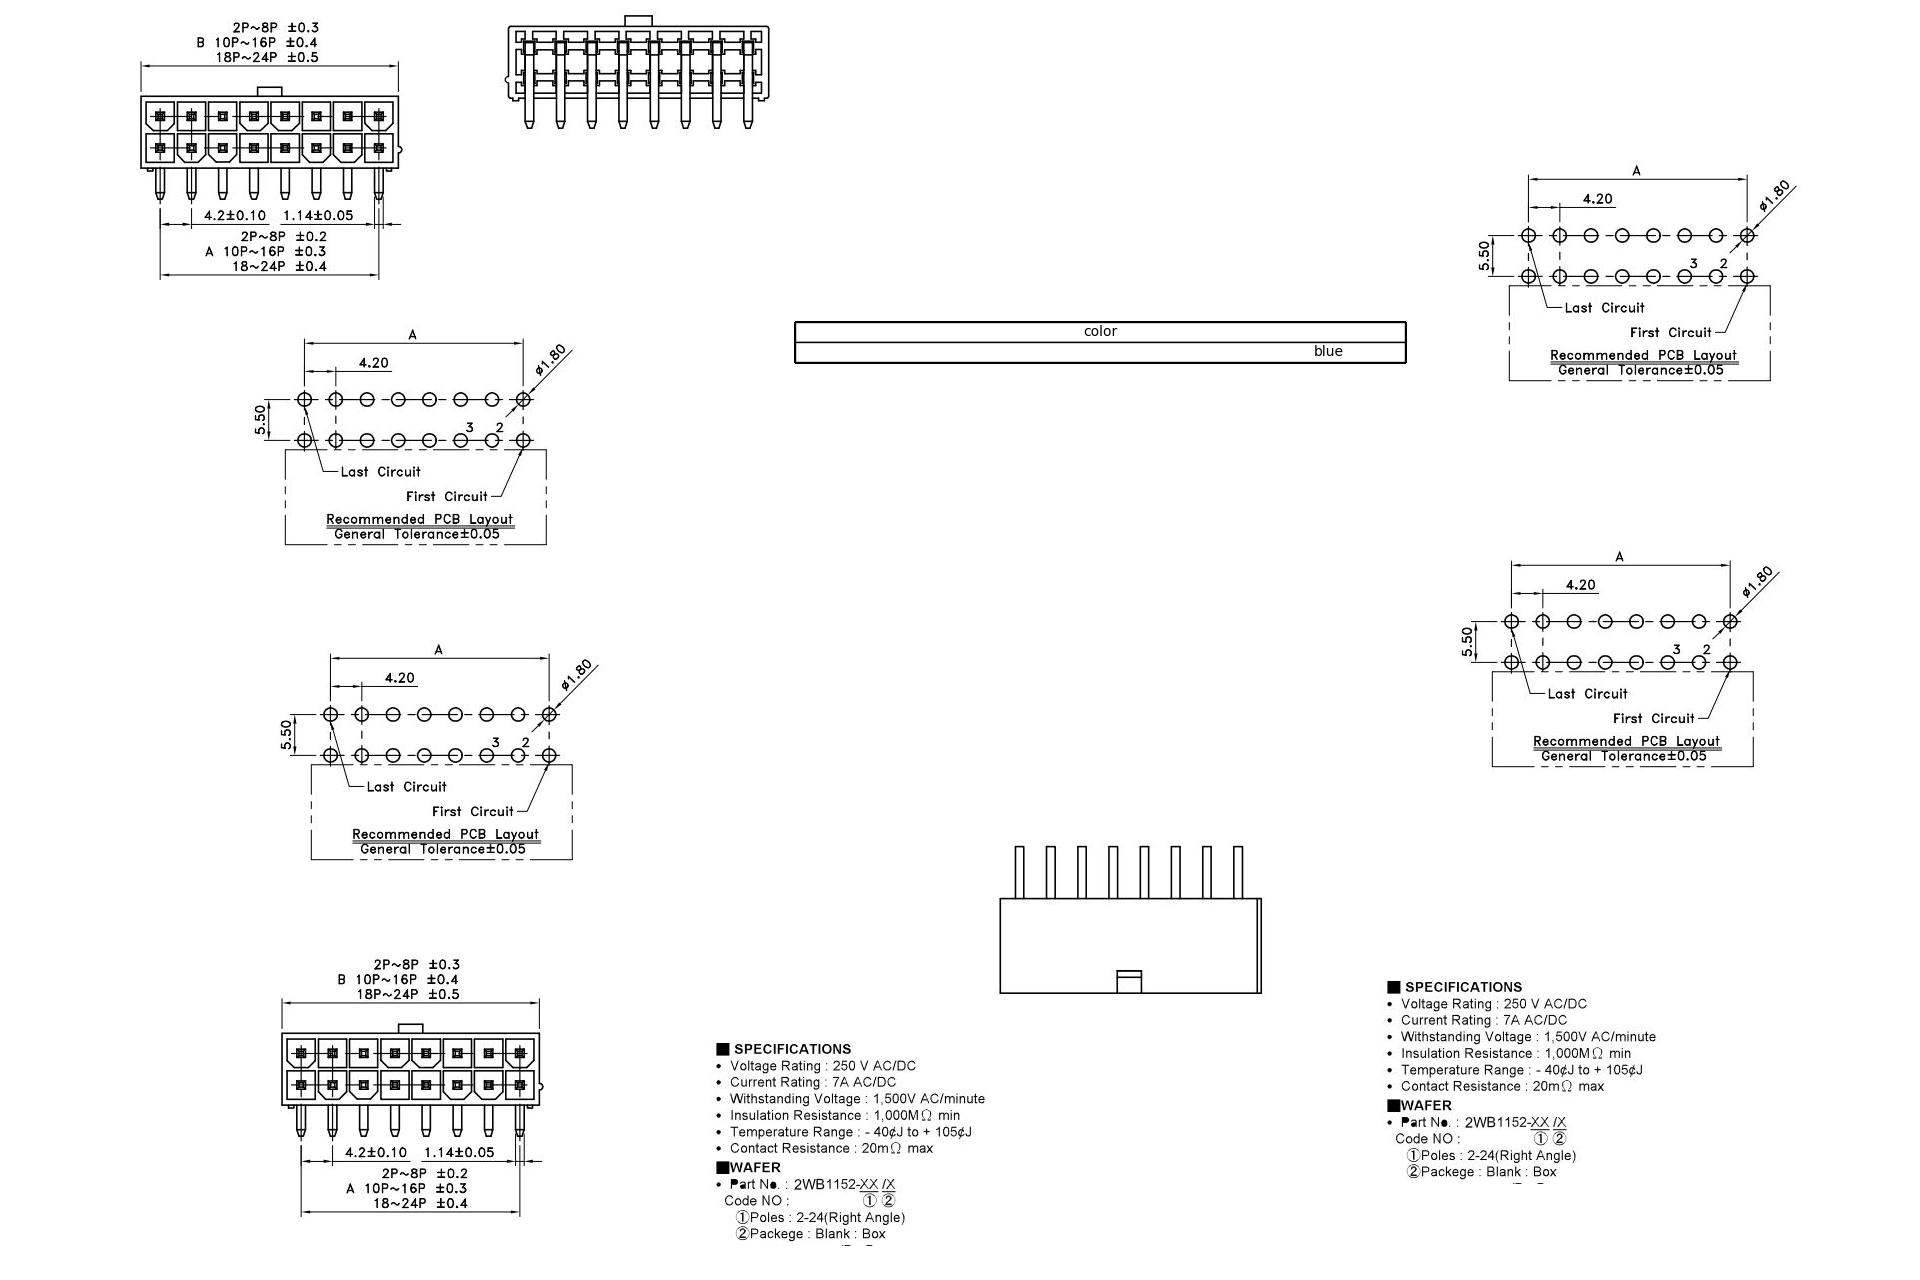 2P~8P ±0.3
B 10P~16P ±0.4
18P~24P ±0.5
4.2±0.10 1.14±0.05
2P~8P ±0.2
A 10P~16P ±0.3
18~24P ±0.4
A
4.20
ø1.80
5.50
3 2
Last Circuit
First Circuit
Recommended PCB Layout
General Tolerance±0.05
color
blue
A
4.20
ø1.80
5.50
3 2
Last Circuit
First Circuit
Recommended PCB Layout
General Tolerance±0.05
A
4.20
ø1.80
5.50
3 2
Last Circuit
First Circuit
Recommended PCB Layout
General Tolerance±0.05
A
4.20
ø1.80
5.50
3 2
Last Circuit
First Circuit
Recommended PCB Layout
General Tolerance±0.05
2P~8P ±0.3
B 10P~16P ±0.4
18P~24P ±0.5
4.2±0.10 1.14±0.05
2P~8P ±0.2
A 10P~16P ±0.3
18~24P ±0.4
■ SPECIFICATIONS
• Voltage Rating : 250 V AC/DC
• Current Rating : 7A AC/DC
• Withstanding Voltage : 1,500V AC/minute
• Insulation Resistance : 1,000MΩ min
• Temperature Range : - 40¢J to + 105¢J
• Contact Resistance : 20mΩ max
■WAFER
• Part No. : 2WB1152-XX /X
Code NO : ① ②
①Poles : 2-24(Right Angle)
②Packege : Blank : Box
■ SPECIFICATIONS
• Voltage Rating : 250 V AC/DC
• Current Rating : 7A AC/DC
• Withstanding Voltage : 1,500V AC/minute
• Insulation Resistance : 1,000MΩ min
• Temperature Range : - 40¢J to + 105¢J
• Contact Resistance : 20mΩ max
■WAFER
• Part No. : 2WB1152-XX /X
Code NO : ① ②
①Poles : 2-24(Right Angle)
②Packege : Blank : Box